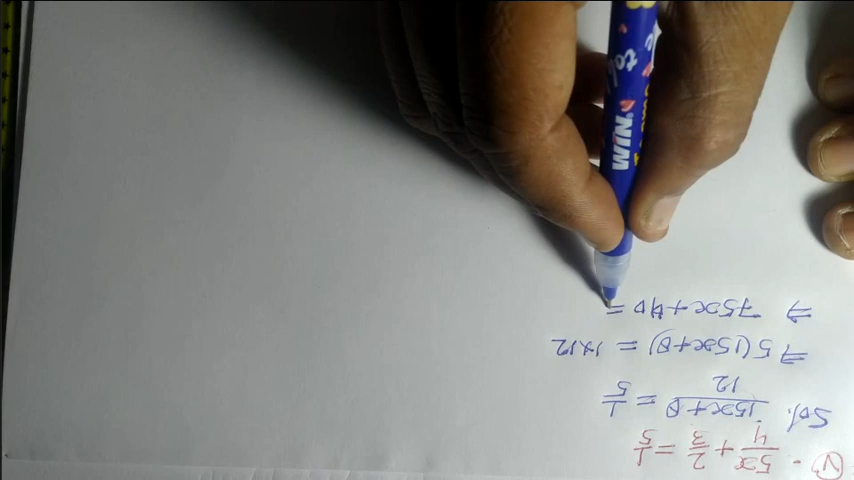 (V). 5x/4 + 2/3 = 1/5
Sol. (15x+8)/12 = 1/5
⇒ 5(15x+8) = 1×12
⇒ 75x+40 =
WIN